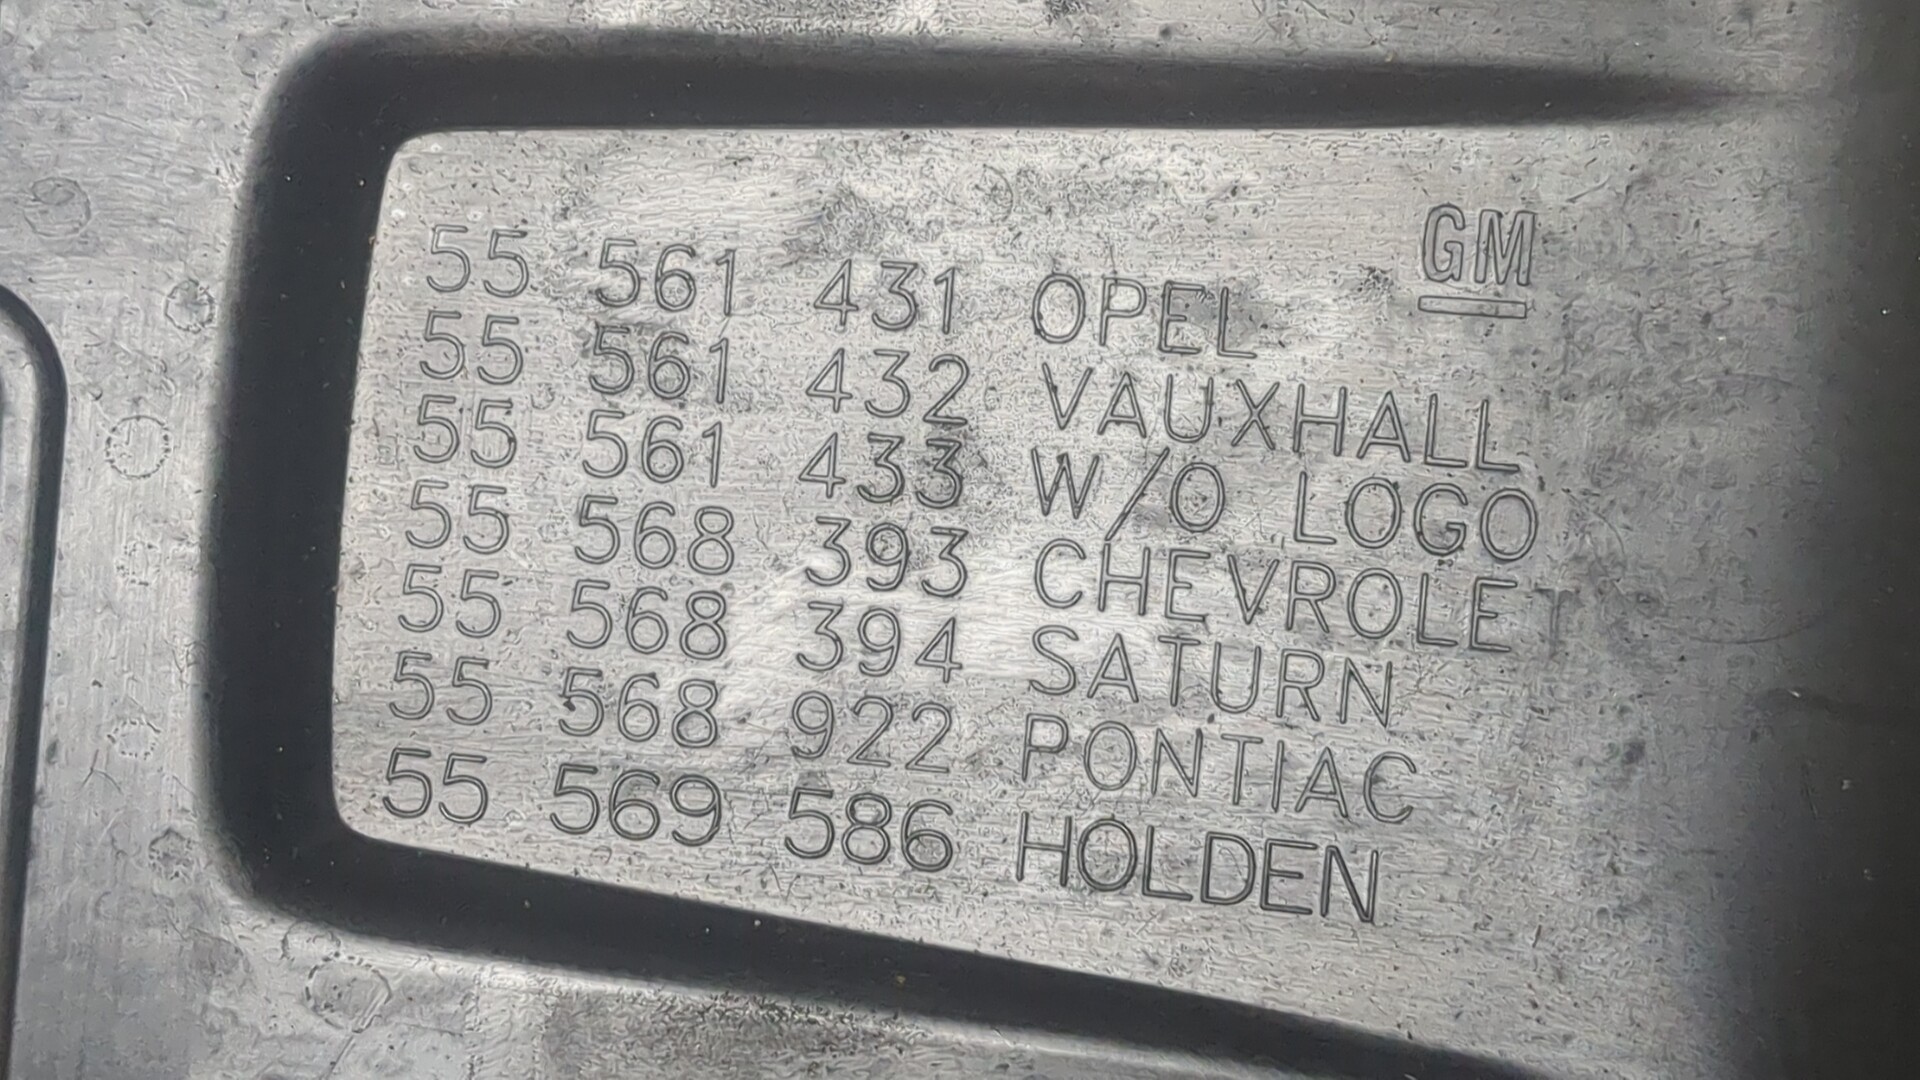 GM
55 561 431 OPEL
55 561 432 VAUXHALL
55 561 433 W/O LOGO
55 568 393 CHEVROLET
55 568 394 SATURN
55 568 922 PONTIAC
55 569 586 HOLDEN